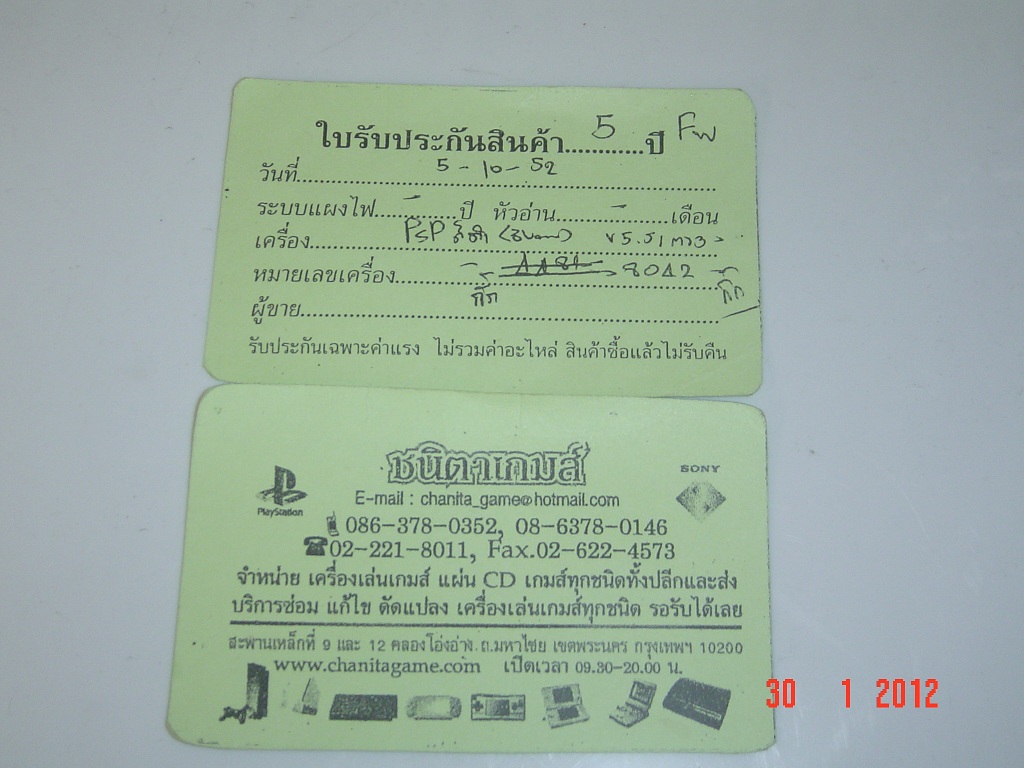 ใบรับประกันสินค้า............5............ปี Fw
วันที่............5-10-52............
ระบบแผงไฟ............-............ปี หัวอ่าน............-............เดือน
เครื่อง............PSP
หมายเลขเครื่อง............8042
กิ๊ก กิ๊ก
ผู้ขาย............
รับประกันเฉพาะค่าแรง ไม่รวมค่าอะไหล่ สินค้าซื้อแล้วไม่รับคืน
ชนิตาเกมส์
PlayStation
SONY
E-mail : chanita_game@hotmail.com
086-378-0352, 08-6378-0146
02-221-8011, Fax.02-622-4573
จำหน่าย เครื่องเล่นเกมส์ แผ่น CD เกมส์ทุกชนิดทั้งปลีกและส่ง
บริการซ่อม แก้ไข ดัดแปลง เครื่องเล่นเกมส์ทุกชนิด รอรับได้เลย
สะพานเหล็กที่ 9 และ 12 คลองโอ่งอ่าง ถ.มหาไชย เขตพระนคร กรุงเทพฯ 10200
www.chanitagame.com เปิดเวลา 09.30-20.00 น.
30 1 2012